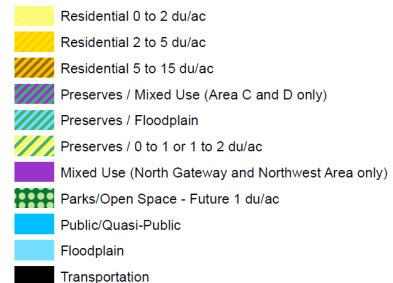 Residential 0 to 2 du/ac
Residential 2 to 5 du/ac
Residential 5 to 15 du/ac
Preserves / Mixed Use (Area C and D only)
Preserves / Floodplain
Preserves / 0 to 1 or 1 to 2 du/ac
Mixed Use (North Gateway and Northwest Area only)
Parks/Open Space - Future 1 du/ac
Public/Quasi-Public
Floodplain
Transportation